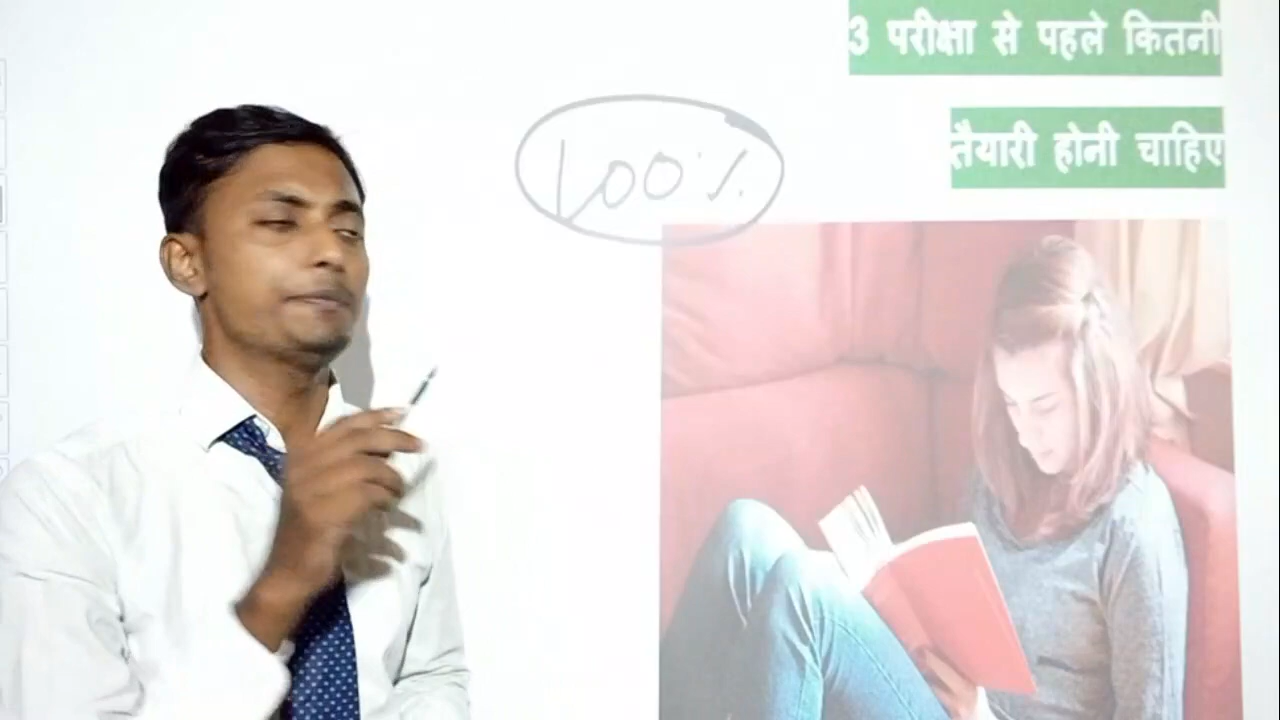 3 परीक्षा से पहले कितनी
तैयारी होनी चाहिए
100%